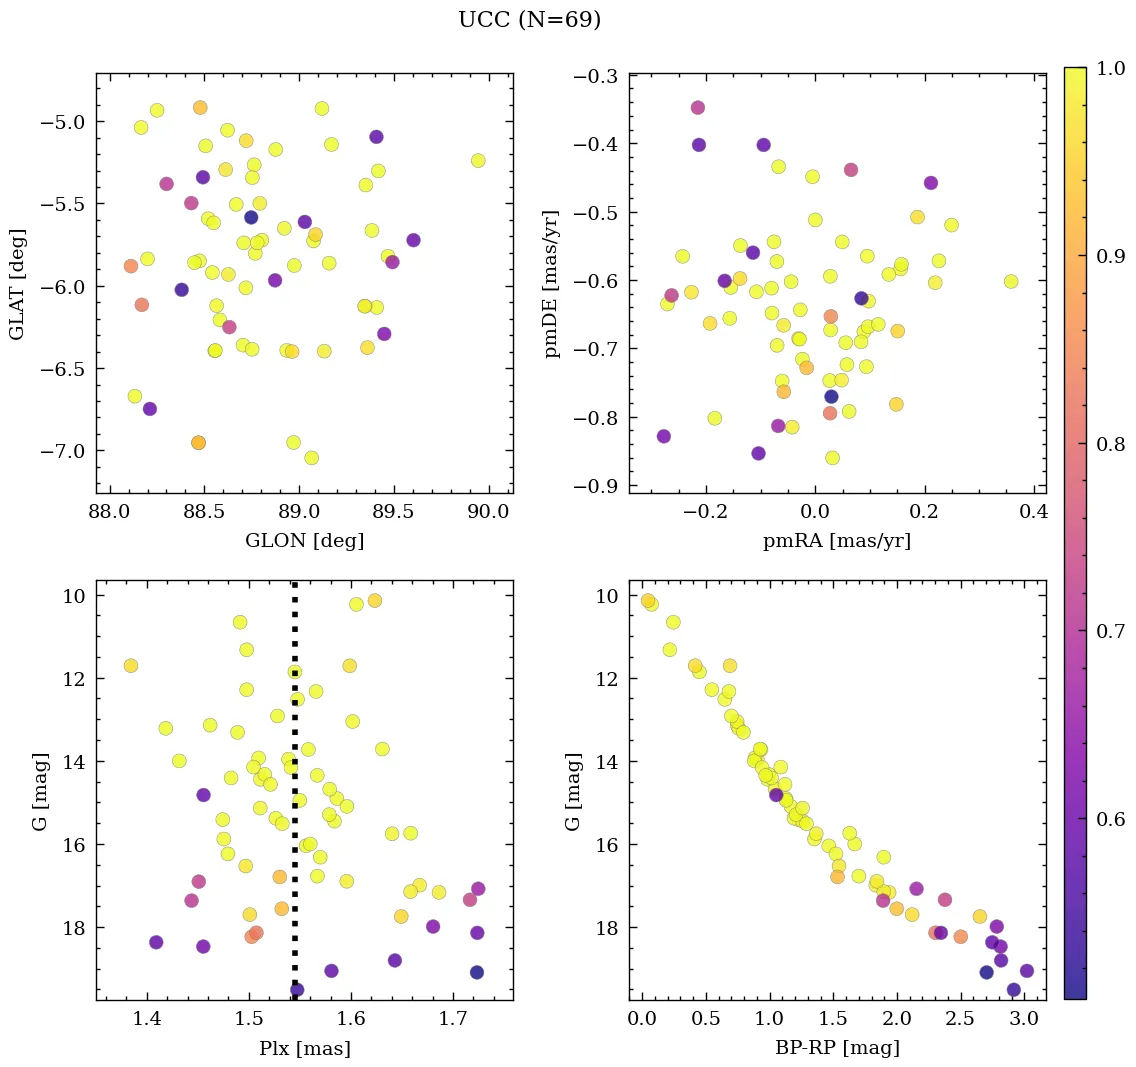 UCC (N=69)
−5.0
−5.5
−6.0
−6.5
−7.0
GLAT [deg]
88.0 88.5 89.0 89.5 90.0
GLON [deg]
−0.3
−0.4
−0.5
−0.6
−0.7
−0.8
−0.9
pmDE [mas/yr]
−0.2 0.0 0.2 0.4
pmRA [mas/yr]
10
12
14
16
18
G [mag]
1.4 1.5 1.6 1.7
Plx [mas]
10
12
14
16
18
G [mag]
0.0 0.5 1.0 1.5 2.0 2.5 3.0
BP-RP [mag]
1.0
0.9
0.8
0.7
0.6